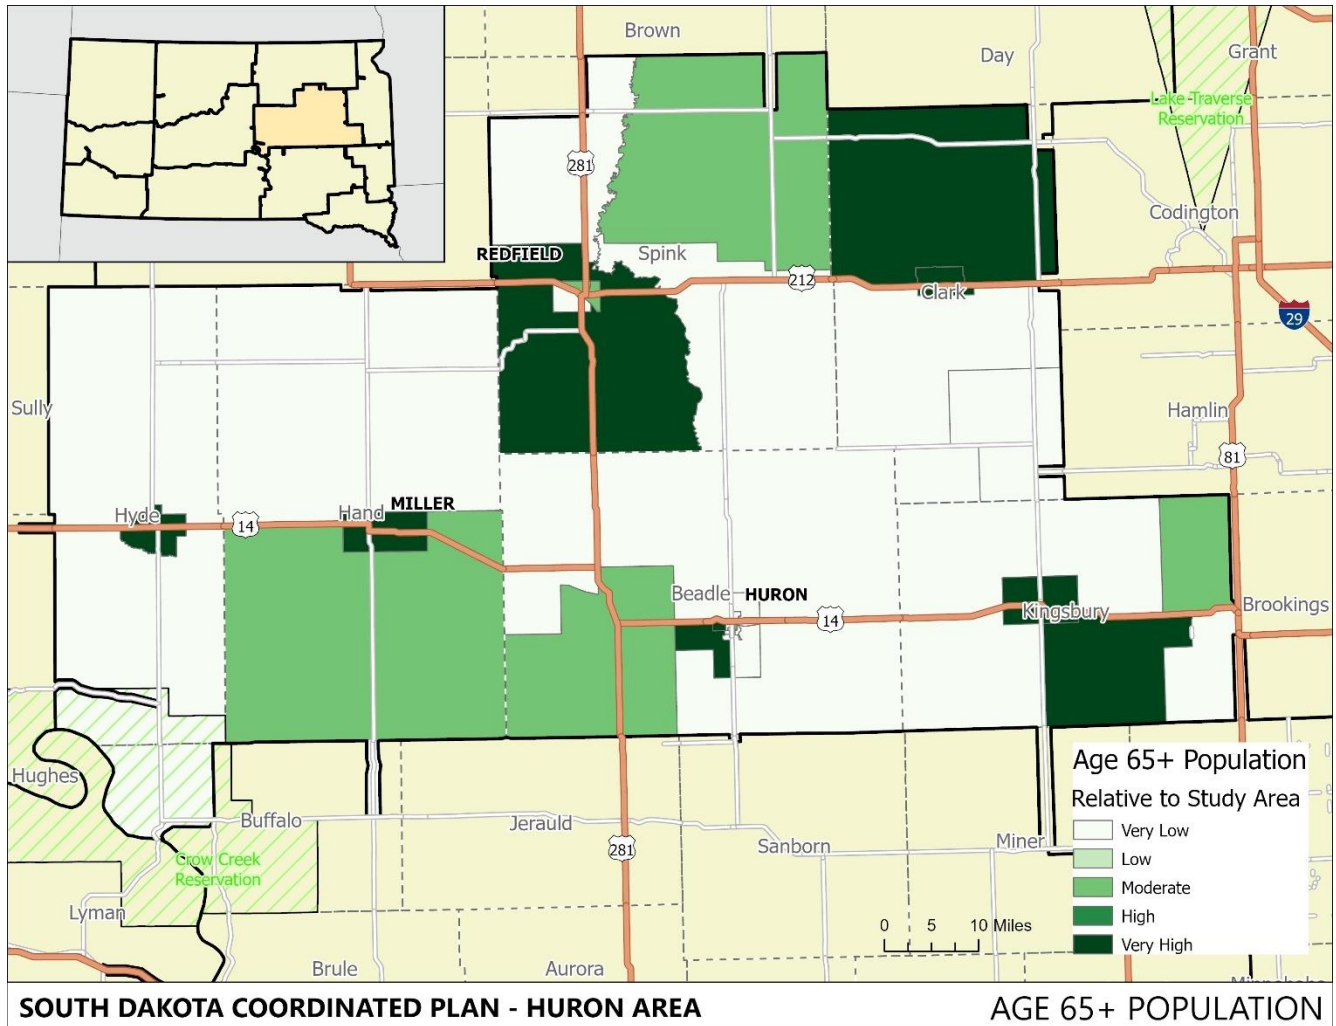 Brown
Day
Grant
Lake Traverse
Reservation
281
Codington
REDFIELD
Spink
212
Clark
29
Sully
Hamlin
81
Hyde
14
Hand
MILLER
Beadle
HURON
14
Kingsbury
Brookings
Hughes
Buffalo
Jerauld
281
Sanborn
Miner
Crow Creek
Reservation
Lyman
Brule
Aurora
0 5 10 Miles
Age 65+ Population
Relative to Study Area
Very Low
Low
Moderate
High
Very High
SOUTH DAKOTA COORDINATED PLAN - HURON AREA
AGE 65+ POPULATION